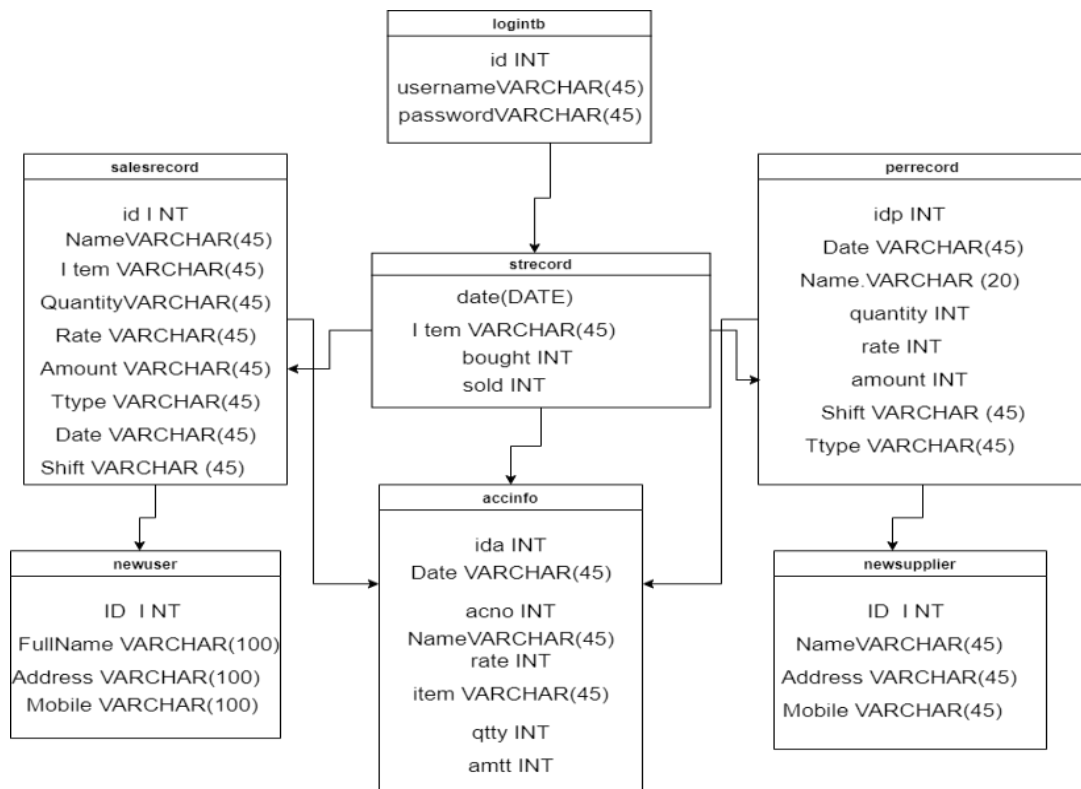 logintb
id INT
usernameVARCHAR(45)
passwordVARCHAR(45)
salesrecord
id I NT
NameVARCHAR(45)
I tem VARCHAR(45)
QuantityVARCHAR(45)
Rate VARCHAR(45)
Amount VARCHAR(45)
Ttype VARCHAR(45)
Date VARCHAR(45)
Shift VARCHAR (45)
strecord
date(DATE)
I tem VARCHAR(45)
bought INT
sold INT
perrecord
idp INT
Date VARCHAR(45)
Name.VARCHAR (20)
quantity INT
rate INT
amount INT
Shift VARCHAR (45)
Ttype VARCHAR(45)
newuser
ID I NT
FullName VARCHAR(100)
Address VARCHAR(100)
Mobile VARCHAR(100)
accinfo
ida INT
Date VARCHAR(45)
acno INT
NameVARCHAR(45)
rate INT
item VARCHAR(45)
qtty INT
amtt INT
newsupplier
ID I NT
NameVARCHAR(45)
Address VARCHAR(45)
Mobile VARCHAR(45)